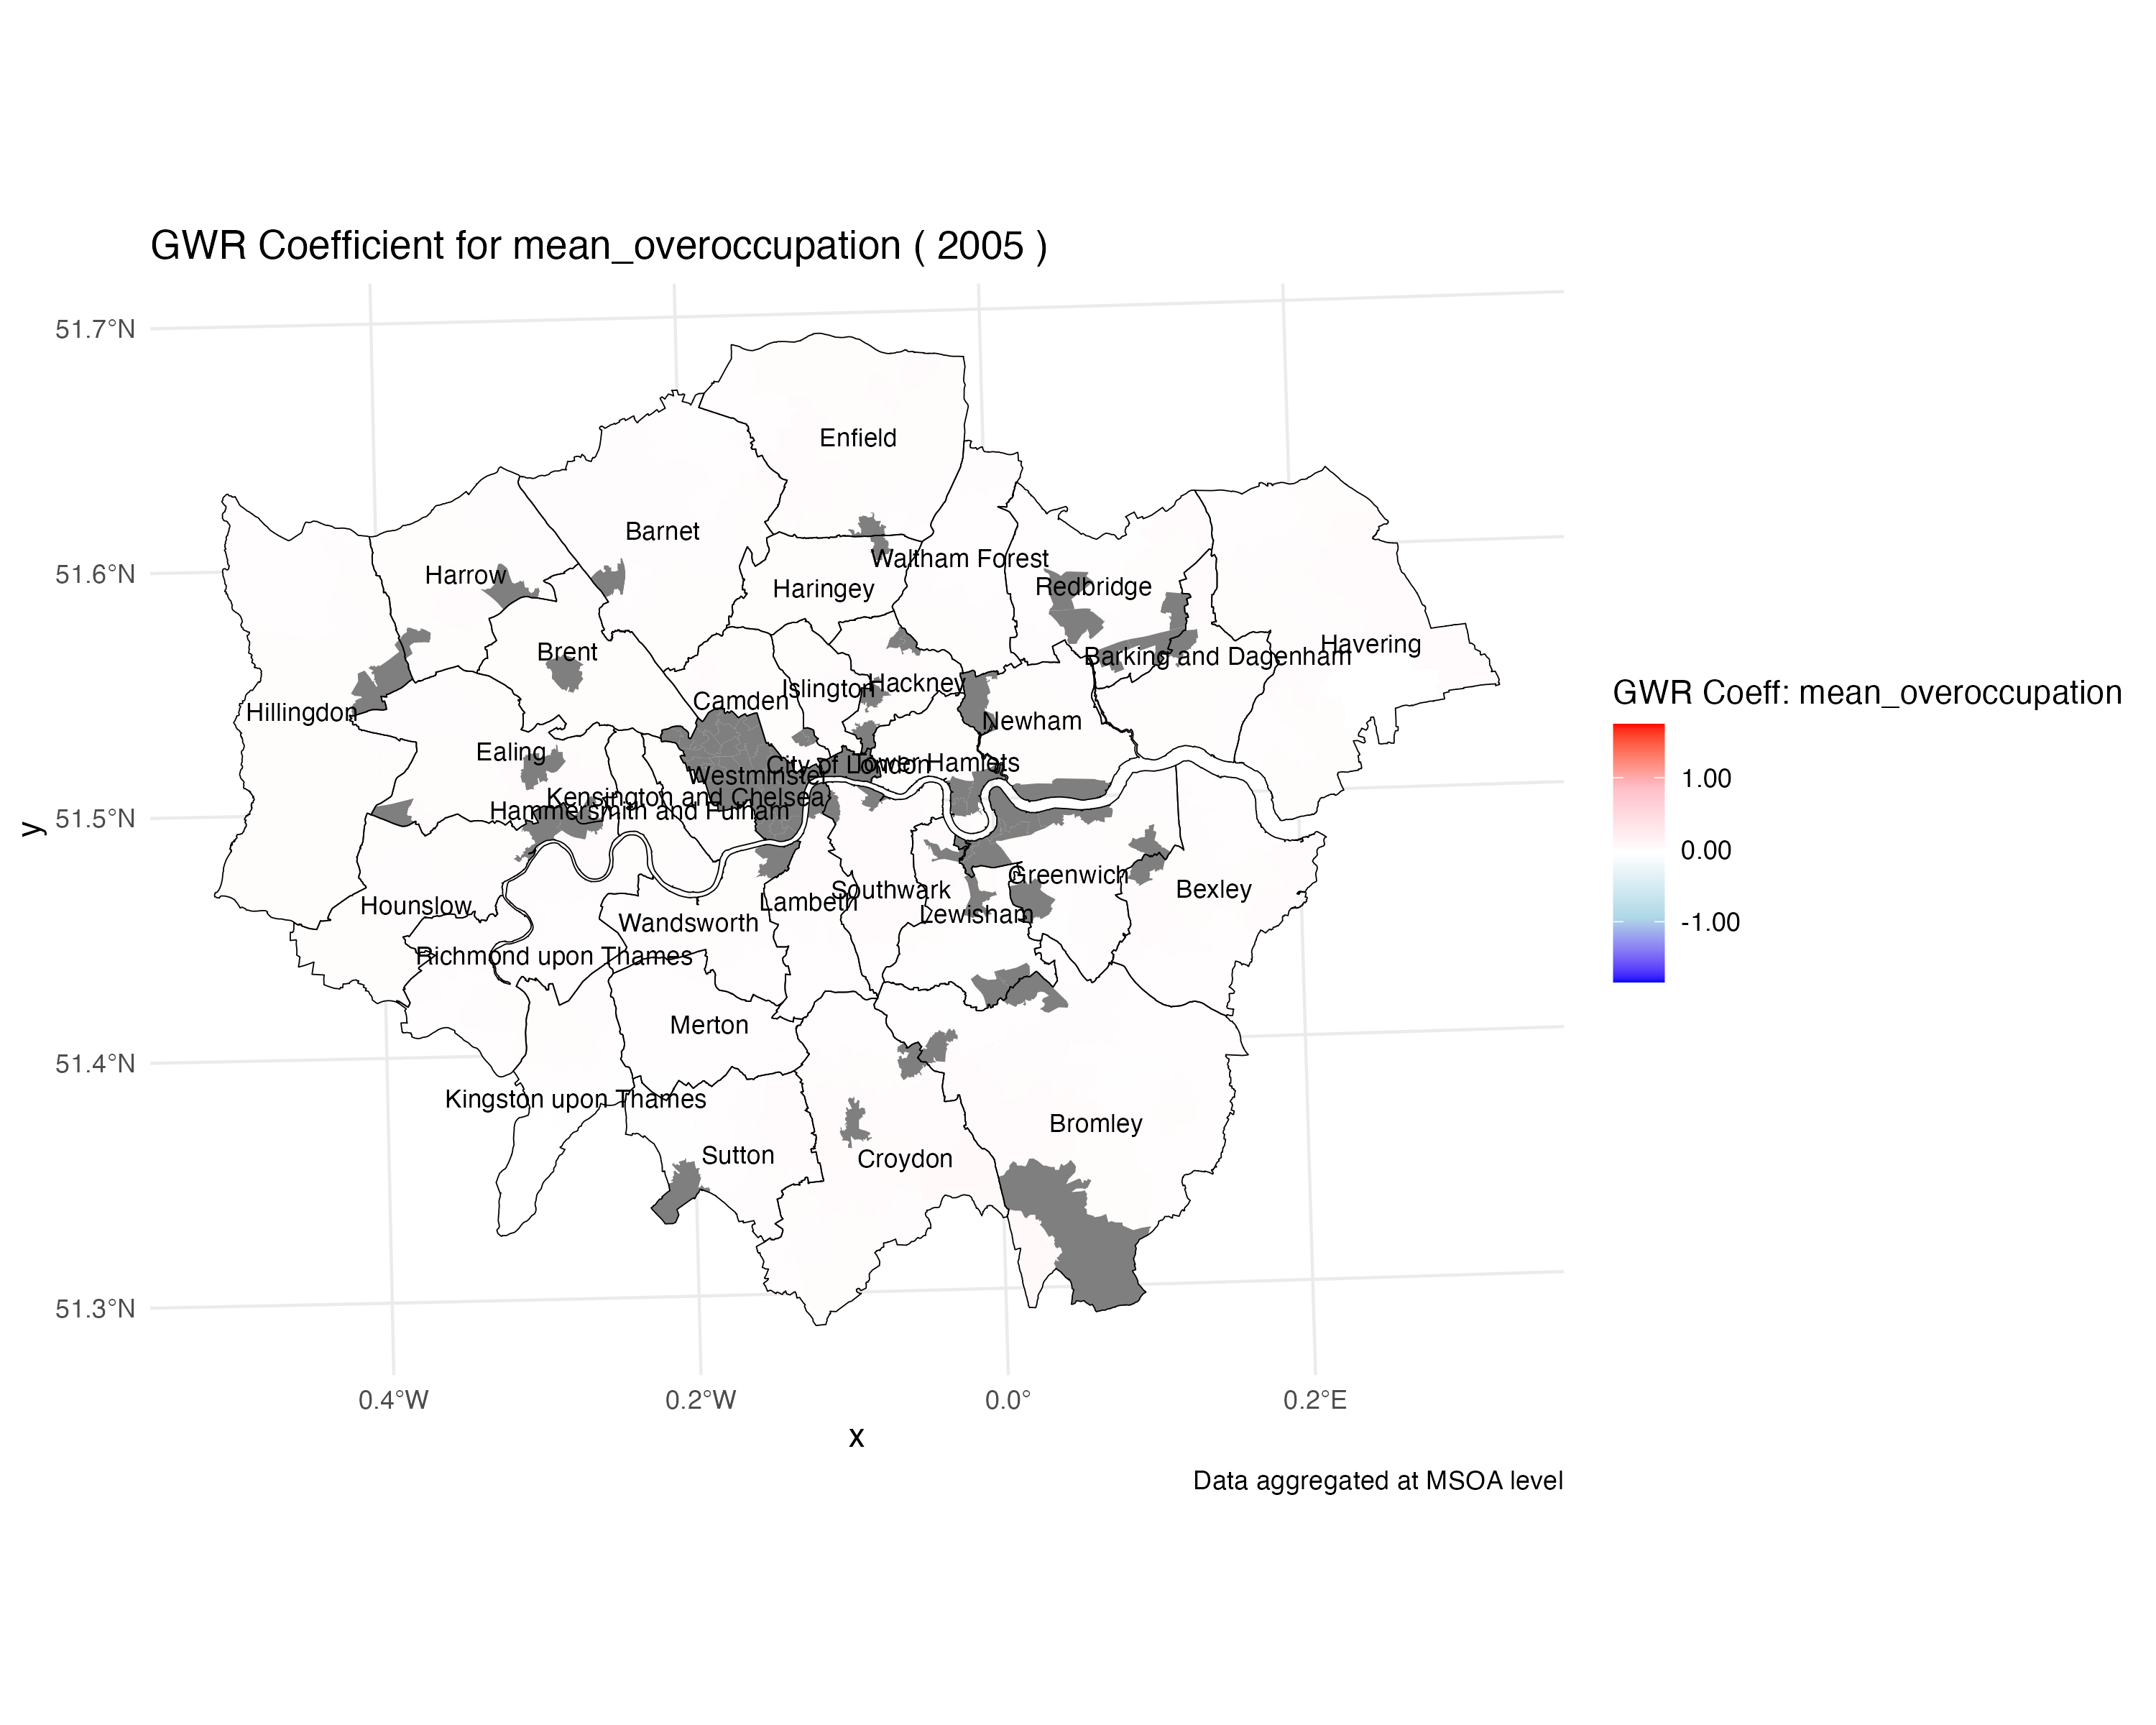 GWR Coefficient for mean_overoccupation ( 2005 )
51.7°N
51.6°N
51.5°N
51.4°N
51.3°N
y
Enfield
Barnet
Waltham Forest
Harrow
Redbridge
Haringey
Havering
Brent
Barking and Dagenham
Hackney
Islington
Camden
Hillingdon
Newham
Ealing
City of London
Tower Hamlets
Westminster
Kensington and Chelsea
Hammersmith and Fulham
Greenwich
Bexley
Southwark
Lambeth
Hounslow
Lewisham
Wandsworth
Richmond upon Thames
Merton
Kingston upon Thames
Bromley
Sutton
Croydon
0.4°W
0.2°W
0.0°
0.2°E
x
GWR Coeff: mean_overoccupation
1.00
0.00
-1.00
Data aggregated at MSOA level